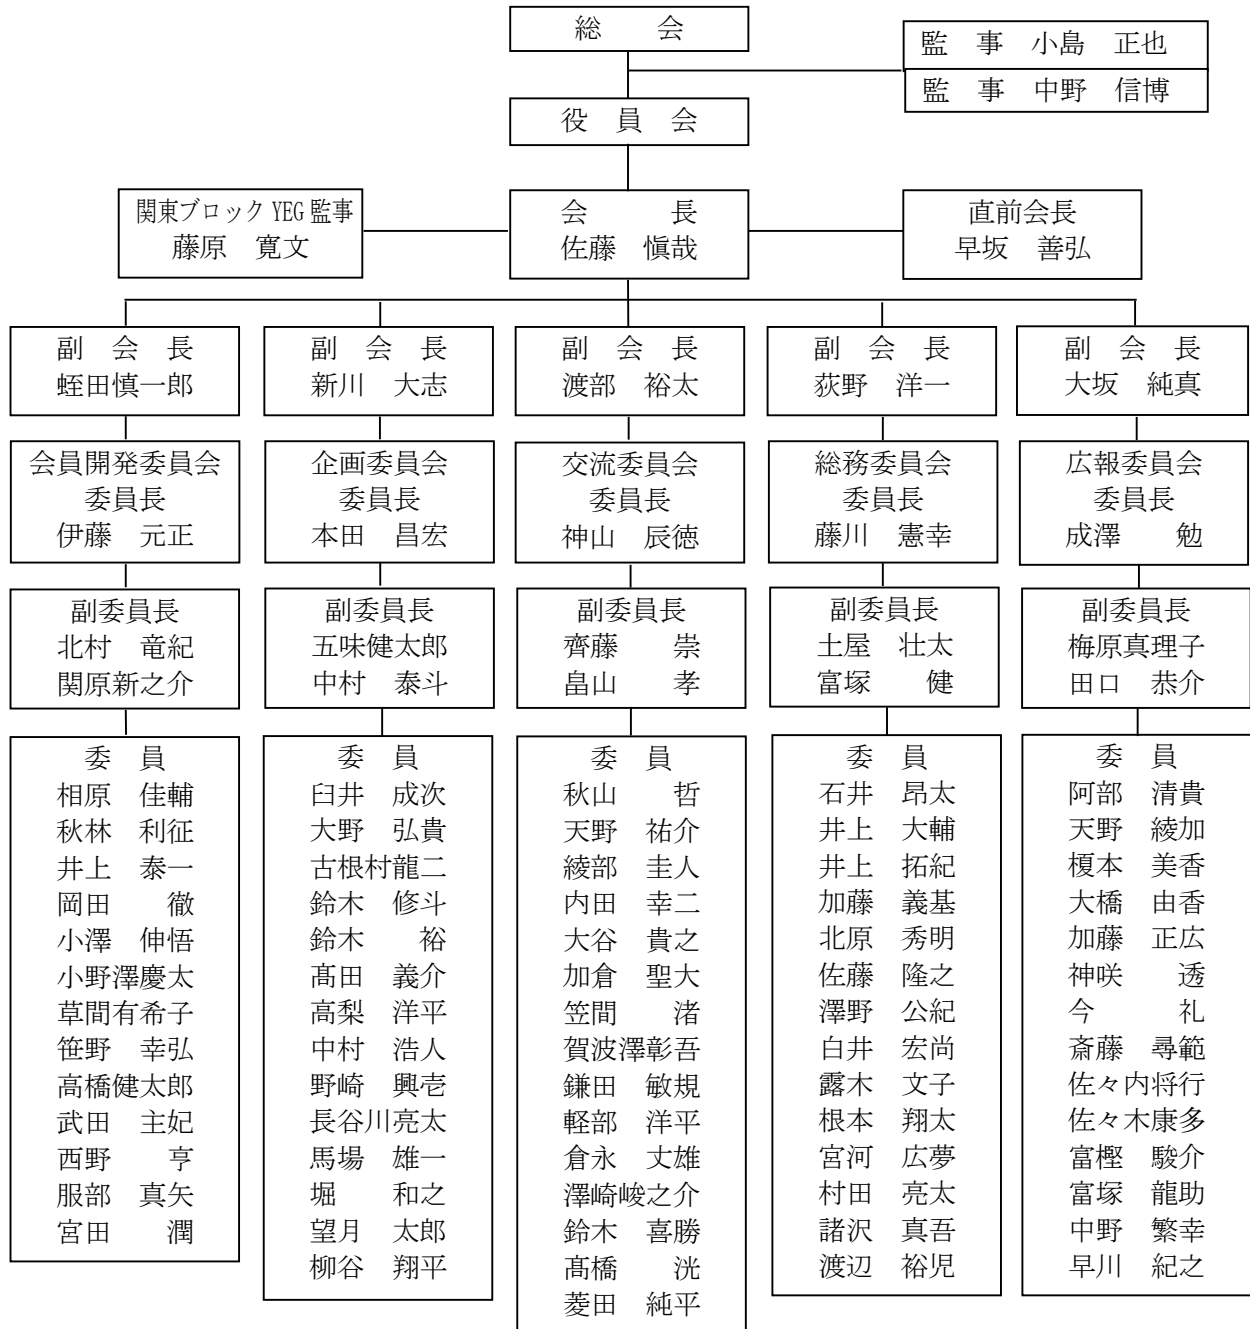 総　会
監　事　小島　正也
監　事　中野　信博
役　員　会
関東ブロック YEG 監事
藤原　寛文
会　　　長
佐藤　愼哉
直前会長
早坂　善弘
副　会　長
蛭田慎一郎
副　会　長
新川　大志
副　会　長
渡部　裕太
副　会　長
荻野　洋一
副　会　長
大坂　純真
会員開発委員会
委員長
伊藤　元正
企画委員会
委員長
本田　昌宏
交流委員会
委員長
神山　辰徳
総務委員会
委員長
藤川　憲幸
広報委員会
委員長
成澤　　勉
副委員長
北村　竜紀
関原新之介
副委員長
五味健太郎
中村　泰斗
副委員長
齊藤　　崇
畠山　　孝
副委員長
土屋　壮太
富塚　　健
副委員長
梅原真理子
田口　恭介
委　員
相原　佳輔
秋林　利征
井上　泰一
岡田　　徹
小澤　伸悟
小野澤慶太
草間有希子
笹野　幸弘
高橋健太郎
武田　主妃
西野　　亨
服部　真矢
宮田　　潤
委　員
臼井　成次
大野　弘貴
古根村龍二
鈴木　修斗
鈴木　　裕
髙田　義介
高梨　洋平
中村　浩人
野崎　興壱
長谷川亮太
馬場　雄一
堀　　和之
望月　太郎
柳谷　翔平
委　員
秋山　　哲
天野　祐介
綾部　圭人
内田　幸二
大谷　貴之
加倉　聖大
笠間　　渚
賀波澤彰吾
鎌田　敏規
軽部　洋平
倉永　丈雄
澤崎峻之介
鈴木　喜勝
髙橋　　洸
菱田　純平
委　員
石井　昂太
井上　大輔
井上　拓紀
加藤　義基
北原　秀明
佐藤　隆之
澤野　公紀
白井　宏尚
露木　文子
根本　翔太
宮河　広夢
村田　亮太
諸沢　真吾
渡辺　裕児
委　員
阿部　清貴
天野　綾加
榎本　美香
大橋　由香
加藤　正広
神咲　　透
今　　　礼
斎藤　尋範
佐々内将行
佐々木康多
富樫　駿介
富塚　龍助
中野　繁幸
早川　紀之